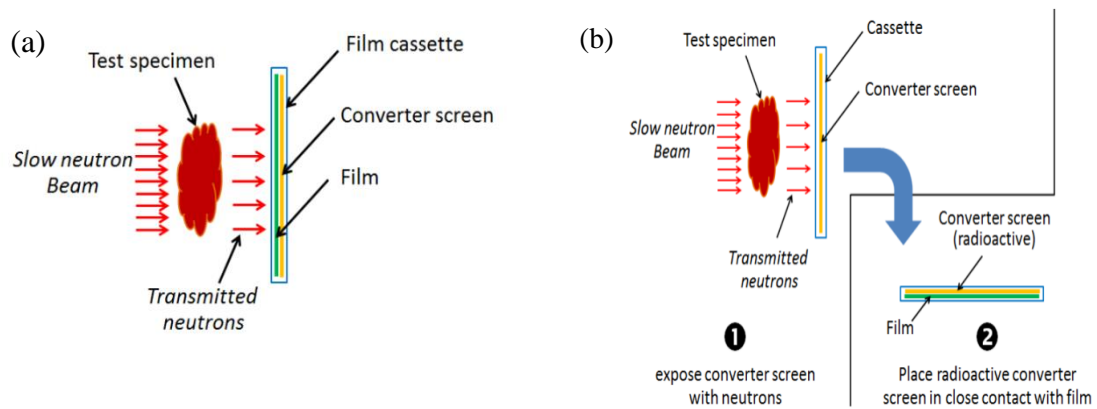 (a)
Test specimen
Film cassette
Converter screen
Film
Slow neutron
Beam
Transmitted
neutrons
(b)
Test
specimen
Cassette
Converter screen
Slow neutron
Beam
Transmitted
neutrons
Converter screen
(radioactive)
Film
1
expose converter screen
with neutrons
2
Place radioactive converter
screen in close contact with film